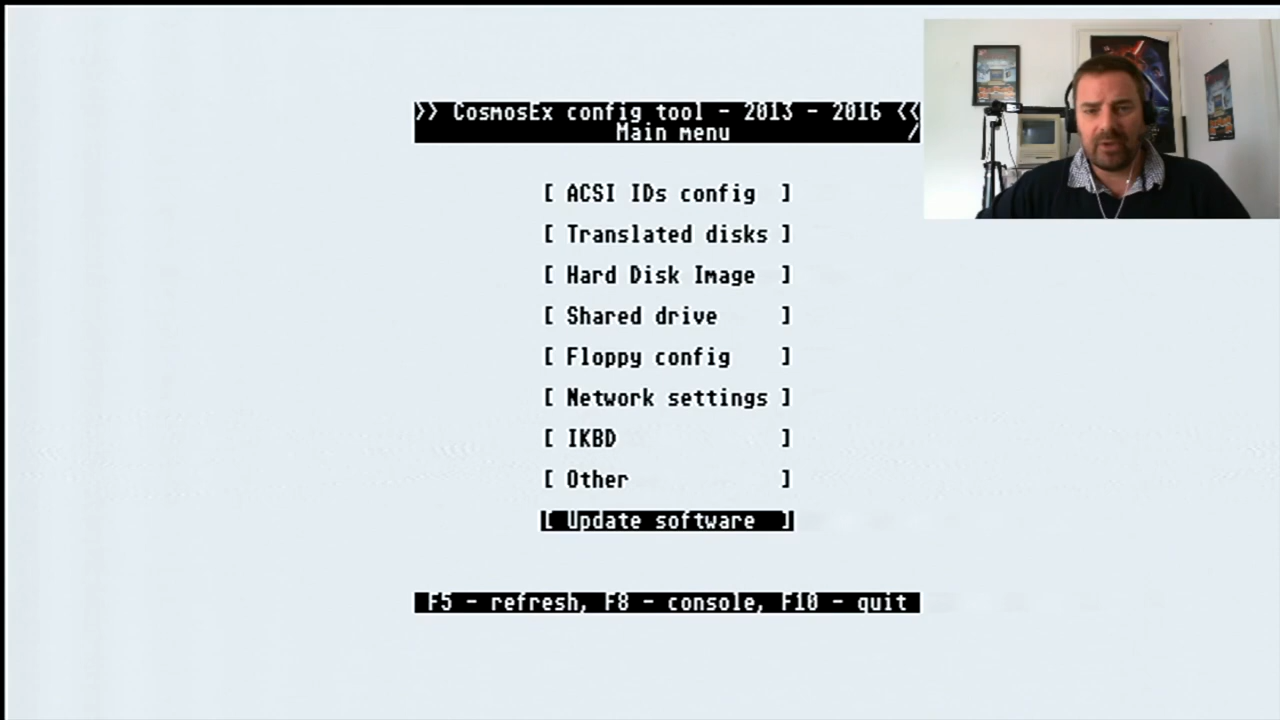 >> CosmosEx config tool - 2013 - 2016 <<
Main menu /
[ ACSI IDs config ]
[ Translated disks ]
[ Hard Disk Image ]
[ Shared drive ]
[ Floppy config ]
[ Network settings ]
[ IKBD ]
[ Other ]
[ Update software ]
F5 - refresh, F8 - console, F10 - quit